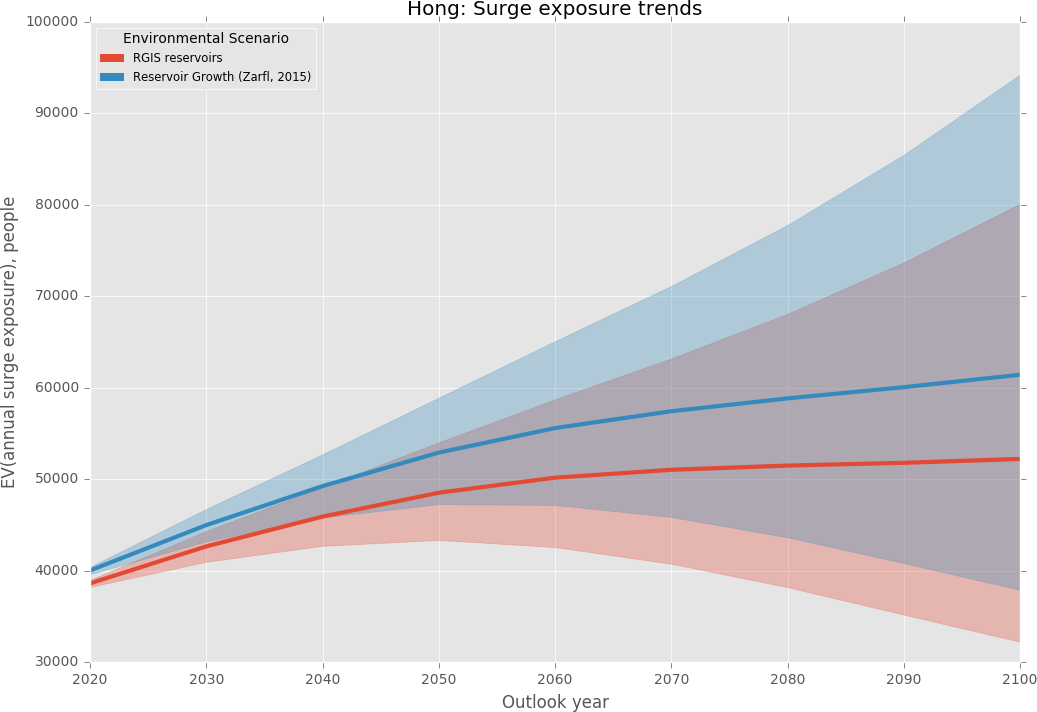 Hong: Surge exposure trends
Environmental Scenario
RGIS reservoirs
Reservoir Growth (Zarfl, 2015)
EV(annual surge exposure), people
100000
90000
80000
70000
60000
50000
40000
30000
2020 2030 2040 2050 2060 2070 2080 2090 2100
Outlook year